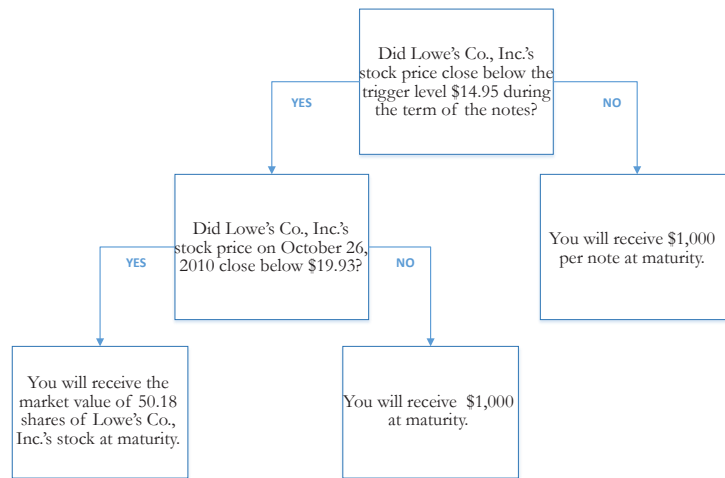 Did Lowe's Co., Inc.'s
stock price close below the
trigger level $14.95 during
the term of the notes?
YES
NO
Did Lowe's Co., Inc.'s
stock price on October 26,
2010 close below $19.93?
You will receive $1,000
per note at maturity.
YES
NO
You will receive the
market value of 50.18
shares of Lowe's Co.,
Inc.'s stock at maturity.
You will receive $1,000
at maturity.